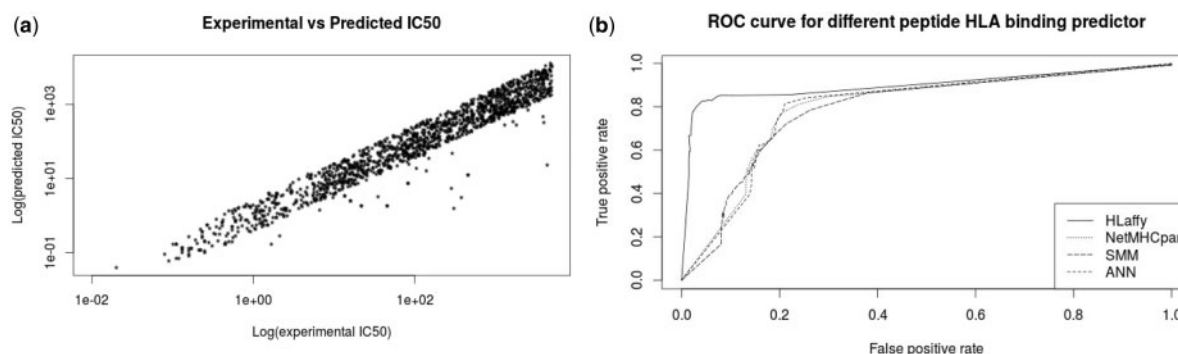 (a)
Experimental vs Predicted IC50
Log(predicted IC50)
1e+03
1e+01
1e-01
1e-02
1e+00
1e+02
Log(experimental IC50)
(b)
ROC curve for different peptide HLA binding predictor
True positive rate
1.0
0.8
0.6
0.4
0.2
0.0
HLaffy
NetMHCpan
SMM
ANN
0.0
0.2
0.4
0.6
0.8
1.0
False positive rate